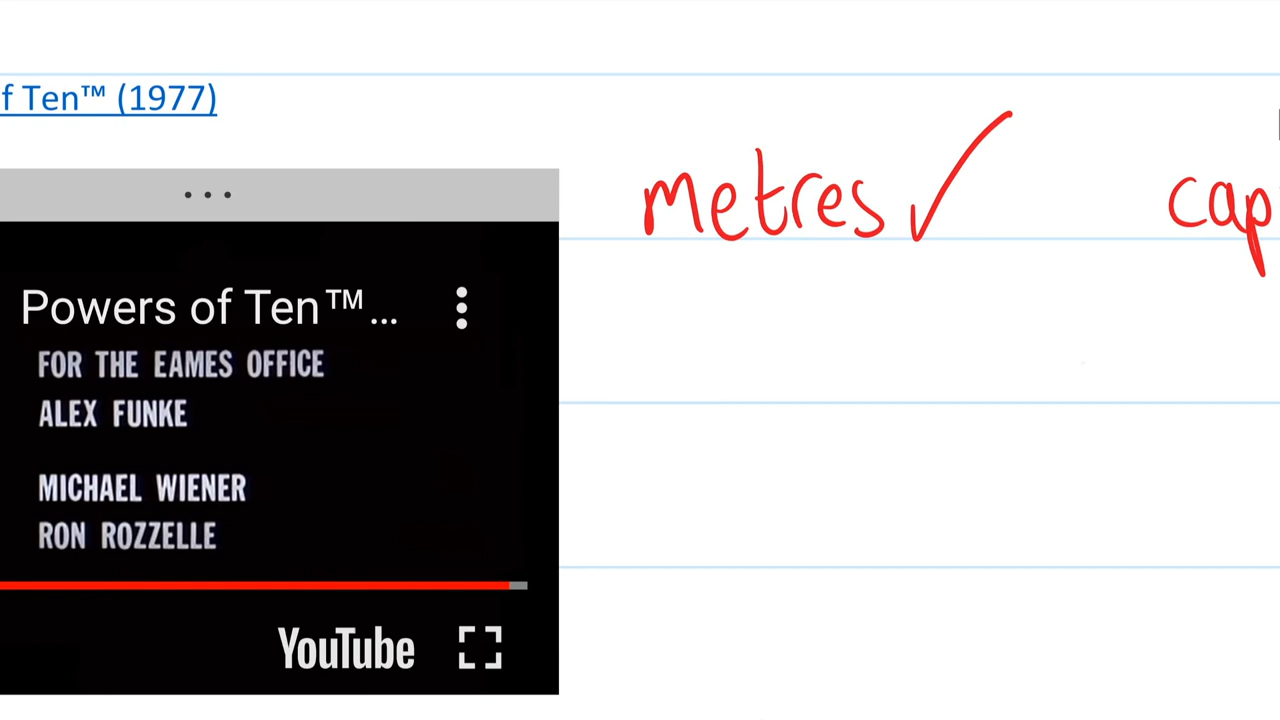 f Ten™ (1977)
metres ✓
cap
Powers of Ten™...
FOR THE EAMES OFFICE
ALEX FUNKE
MICHAEL WIENER
RON ROZZELLE
YouTube